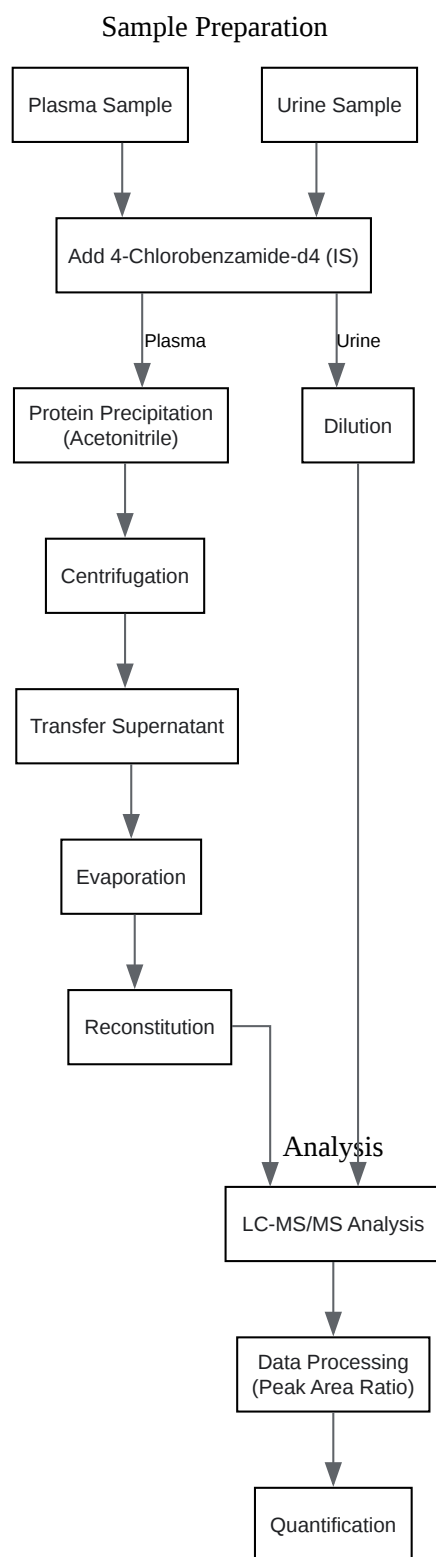 Sample Preparation
Plasma Sample
Urine Sample
Add 4-Chlorobenzamide-d4 (IS)
Plasma
Urine
Protein Precipitation
(Acetonitrile)
Dilution
Centrifugation
Transfer Supernatant
Evaporation
Reconstitution
Analysis
LC-MS/MS Analysis
Data Processing
(Peak Area Ratio)
Quantification